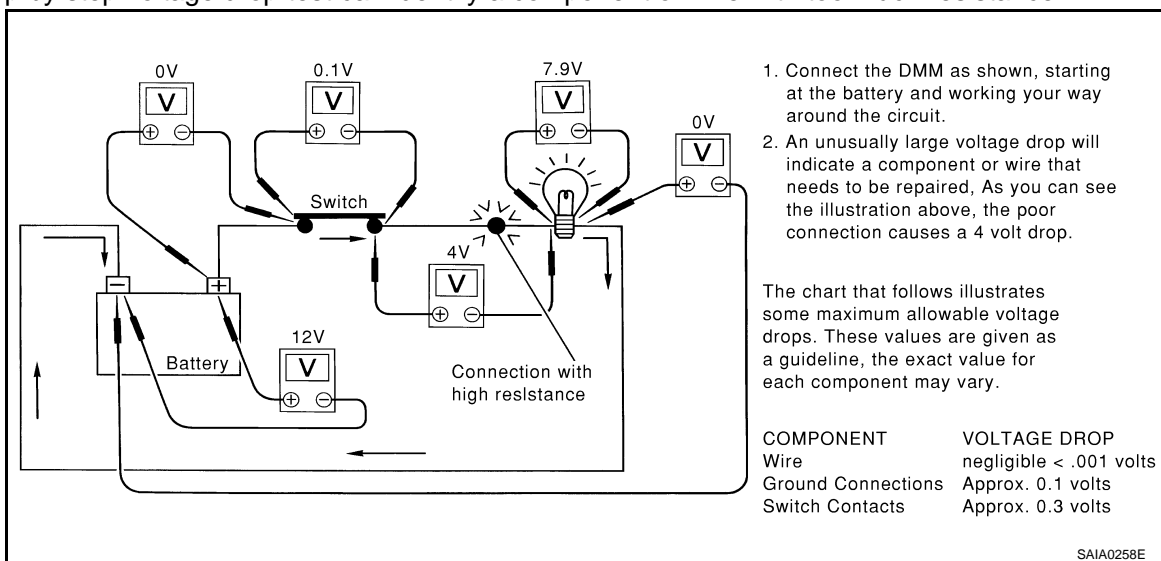 0V
0.1V
7.9V
0V
V
V
V
V
Switch
4V
V
12V
V
Battery
Connection with
high reslstance
1. Connect the DMM as shown, starting
at the battery and working your way
around the circuit.
2. An unusually large voltage drop will
indicate a component or wire that
needs to be repaired, As you can see
the illustration above, the poor
connection causes a 4 volt drop.
The chart that follows illustrates
some maximum allowable voltage
drops. These values are given as
a guideline, the exact value for
each component may vary.
COMPONENT VOLTAGE DROP
Wire negligible < .001 volts
Ground Connections Approx. 0.1 volts
Switch Contacts Approx. 0.3 volts
SAIA0258E